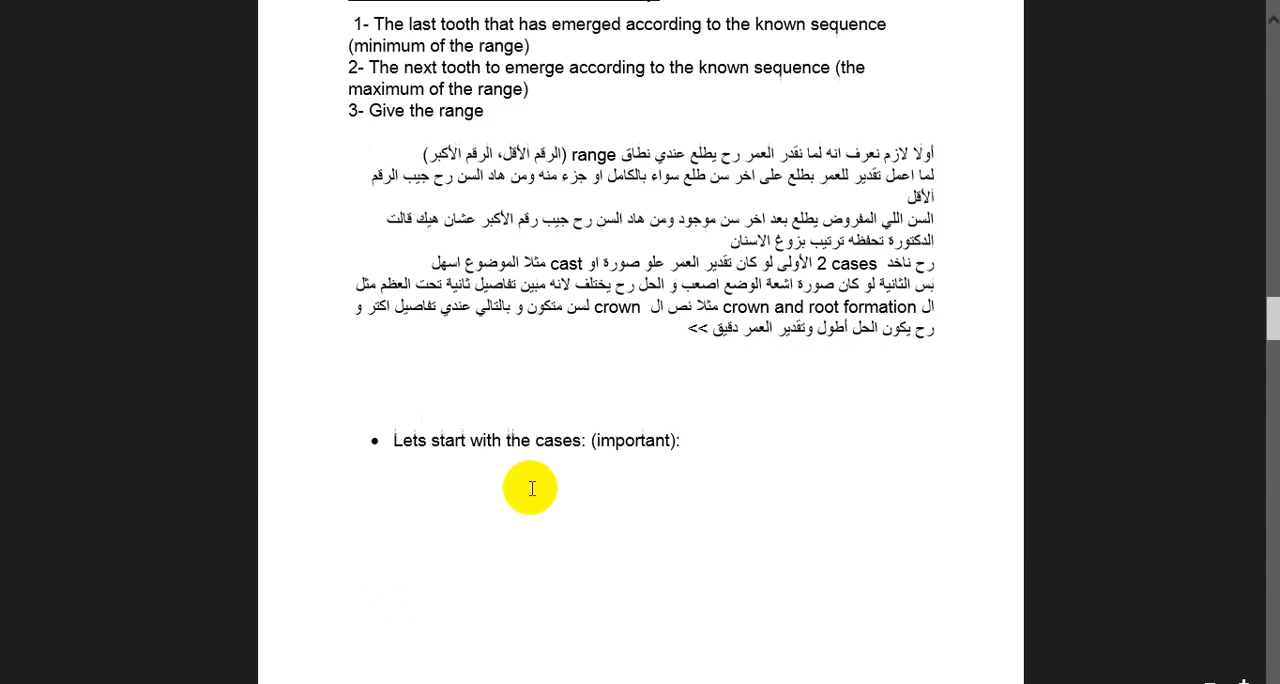 1- The last tooth that has emerged according to the known sequence
(minimum of the range)
2- The next tooth to emerge according to the known sequence (the
maximum of the range)
3- Give the range
أولا لازم نعرف انه لما نقدر العمر رح يطلع عندي نطاق range (الرقم الأقل، الرقم الأكبر)
لما اعمل تقدير للعمر بطلع على اخر سن طلع سواء بالكامل او جزء منه ومن هاد السن رح جيب الرقم
الأقل
السن اللي المفروض يطلع بعد اخر سن موجود ومن هاد السن رح جيب رقم الأكبر عشان هيك قالت
الدكتورة تحفظه ترتيب بزوغ الاسنان
رح ناخد 2 cases الأولى لو كان تقدير العمر علو صورة او cast مثلا الموضوع اسهل
بس الثانية لو كان صورة اشعة الوضع اصعب و الحل رح يختلف لانه مبين تفاصيل ثانية تحت العظم مثل
ال crown and root formation مثلا نص ال crown لسن متكون و بالتالي عندي تفاصيل اكتر و
رح يكون الحل أطول وتقدير العمر دقيق >>
• Lets start with the cases: (important):